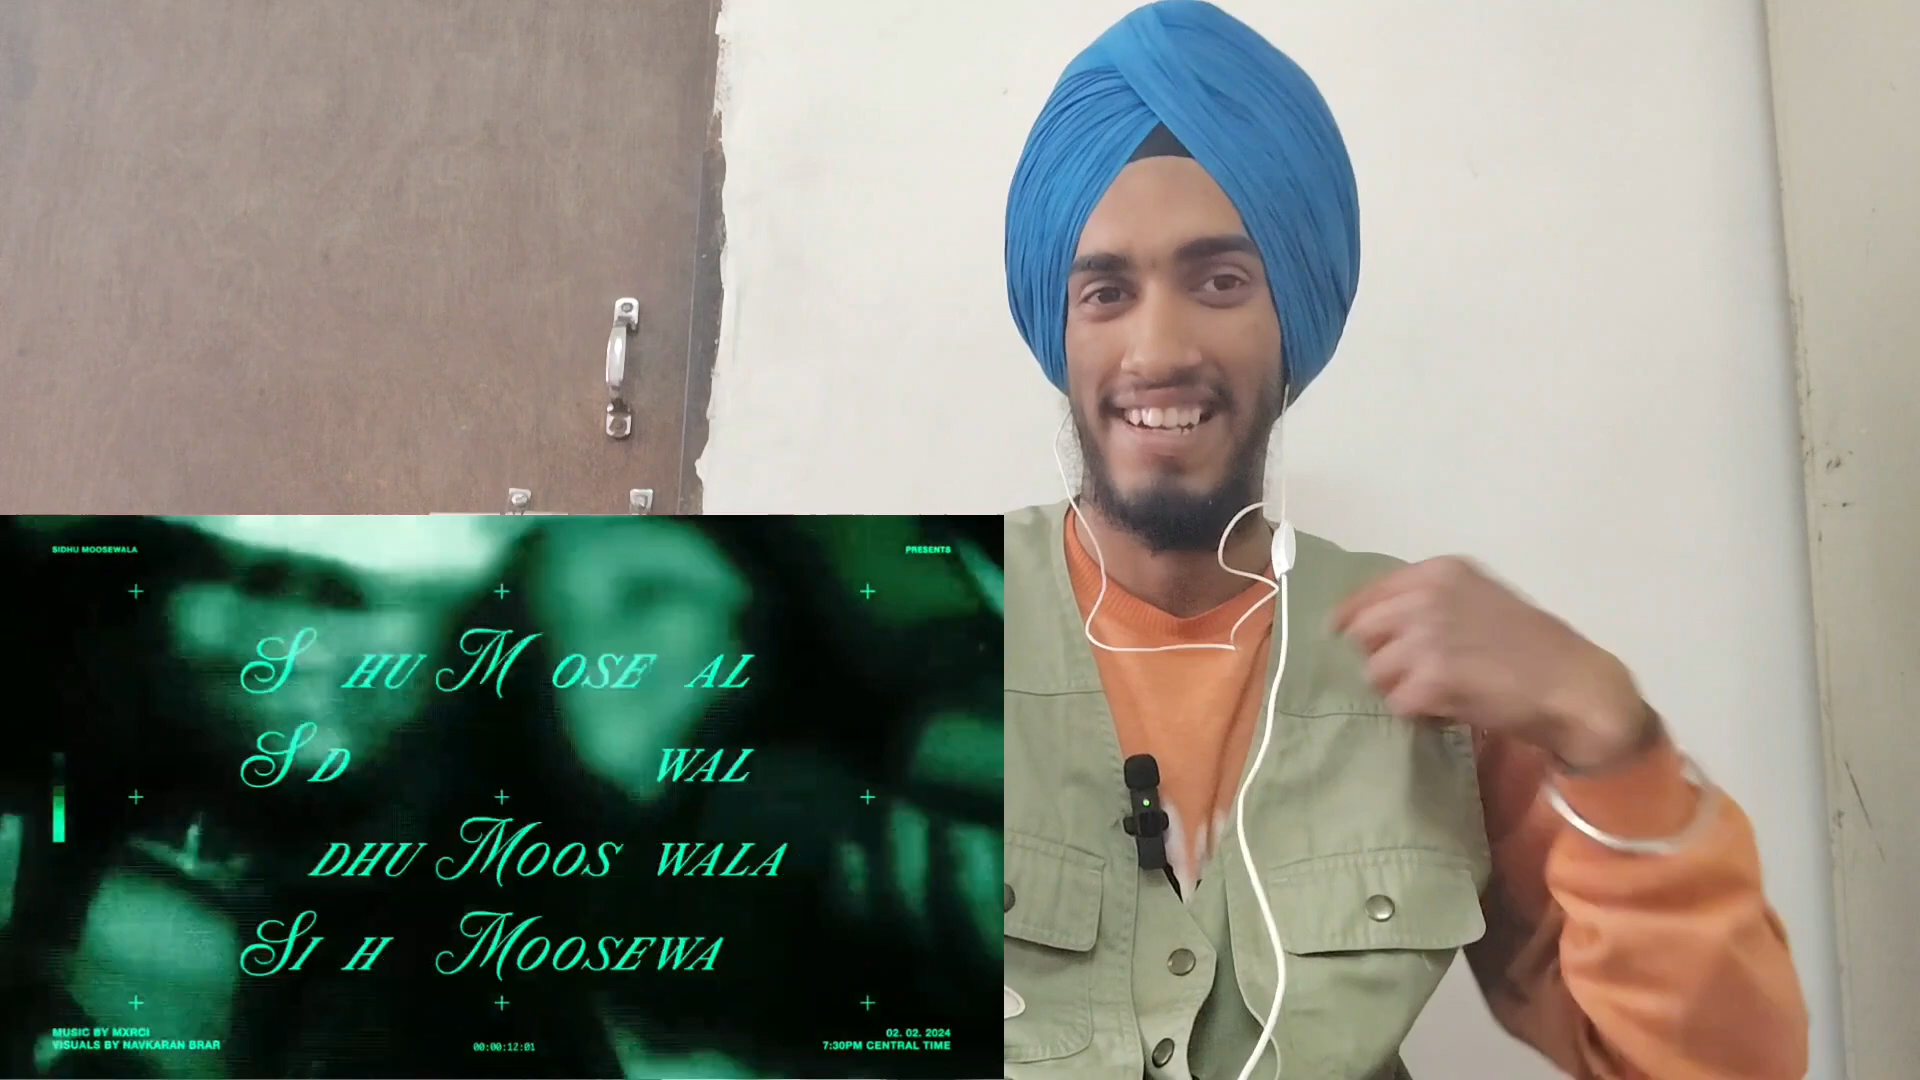 SIDHU MOOSEWALA
PRESENTS
S HU M OSE AL
S D WAL
DHU MOOS WALA
SI H MOOSEWA
MUSIC BY MXRCI
VISUALS BY NAVKARAN BRAR
00:00:12:01
02. 02. 2024
7:30PM CENTRAL TIME